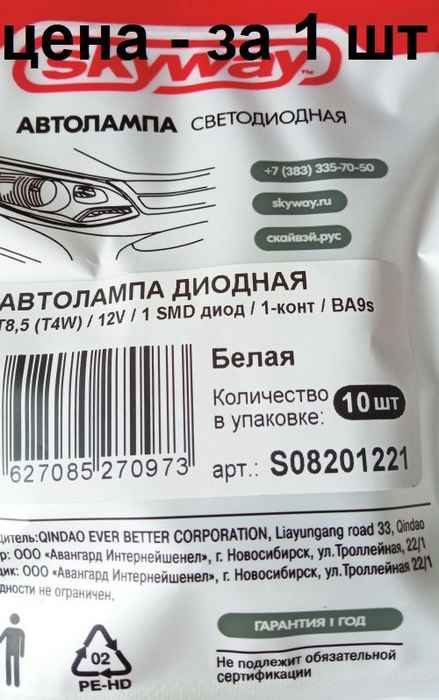 цена - за 1 шт
skyway
АВТОЛАМПА СВЕТОДИОДНАЯ
+7 (383) 335-70-50
skyway.ru
скайвэй.рус
АВТОЛАМПА ДИОДНАЯ
T8,5 (T4W) / 12V / 1 SMD диод / 1-конт / BA9s
Белая
Количество
в упаковке: 10 шт
627085 270973
арт.: S08201221
дитель:QINDAO EVER BETTER CORPORATION, Liayungang road 33, Qindao
р: ООО «Авангард Интернейшенел», г. Новосибирск, ул.Троллейная, 22/1
щик: ООО «Авангард Интернейшенел», г. Новосибирск, ул.Троллейная 22/1
дности не ограничен.
ГАРАНТИЯ 1 ГОД
02
PE-HD
Не подлежит обязательной
сертификации